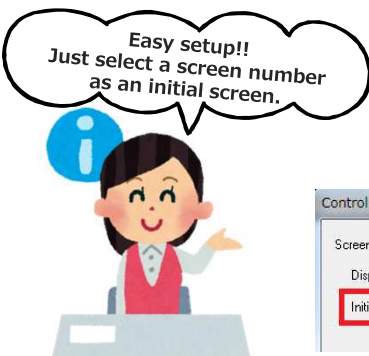 Easy setup!!
Just select a screen number
as an initial screen.
i
Control
Screen
Disp
Initi